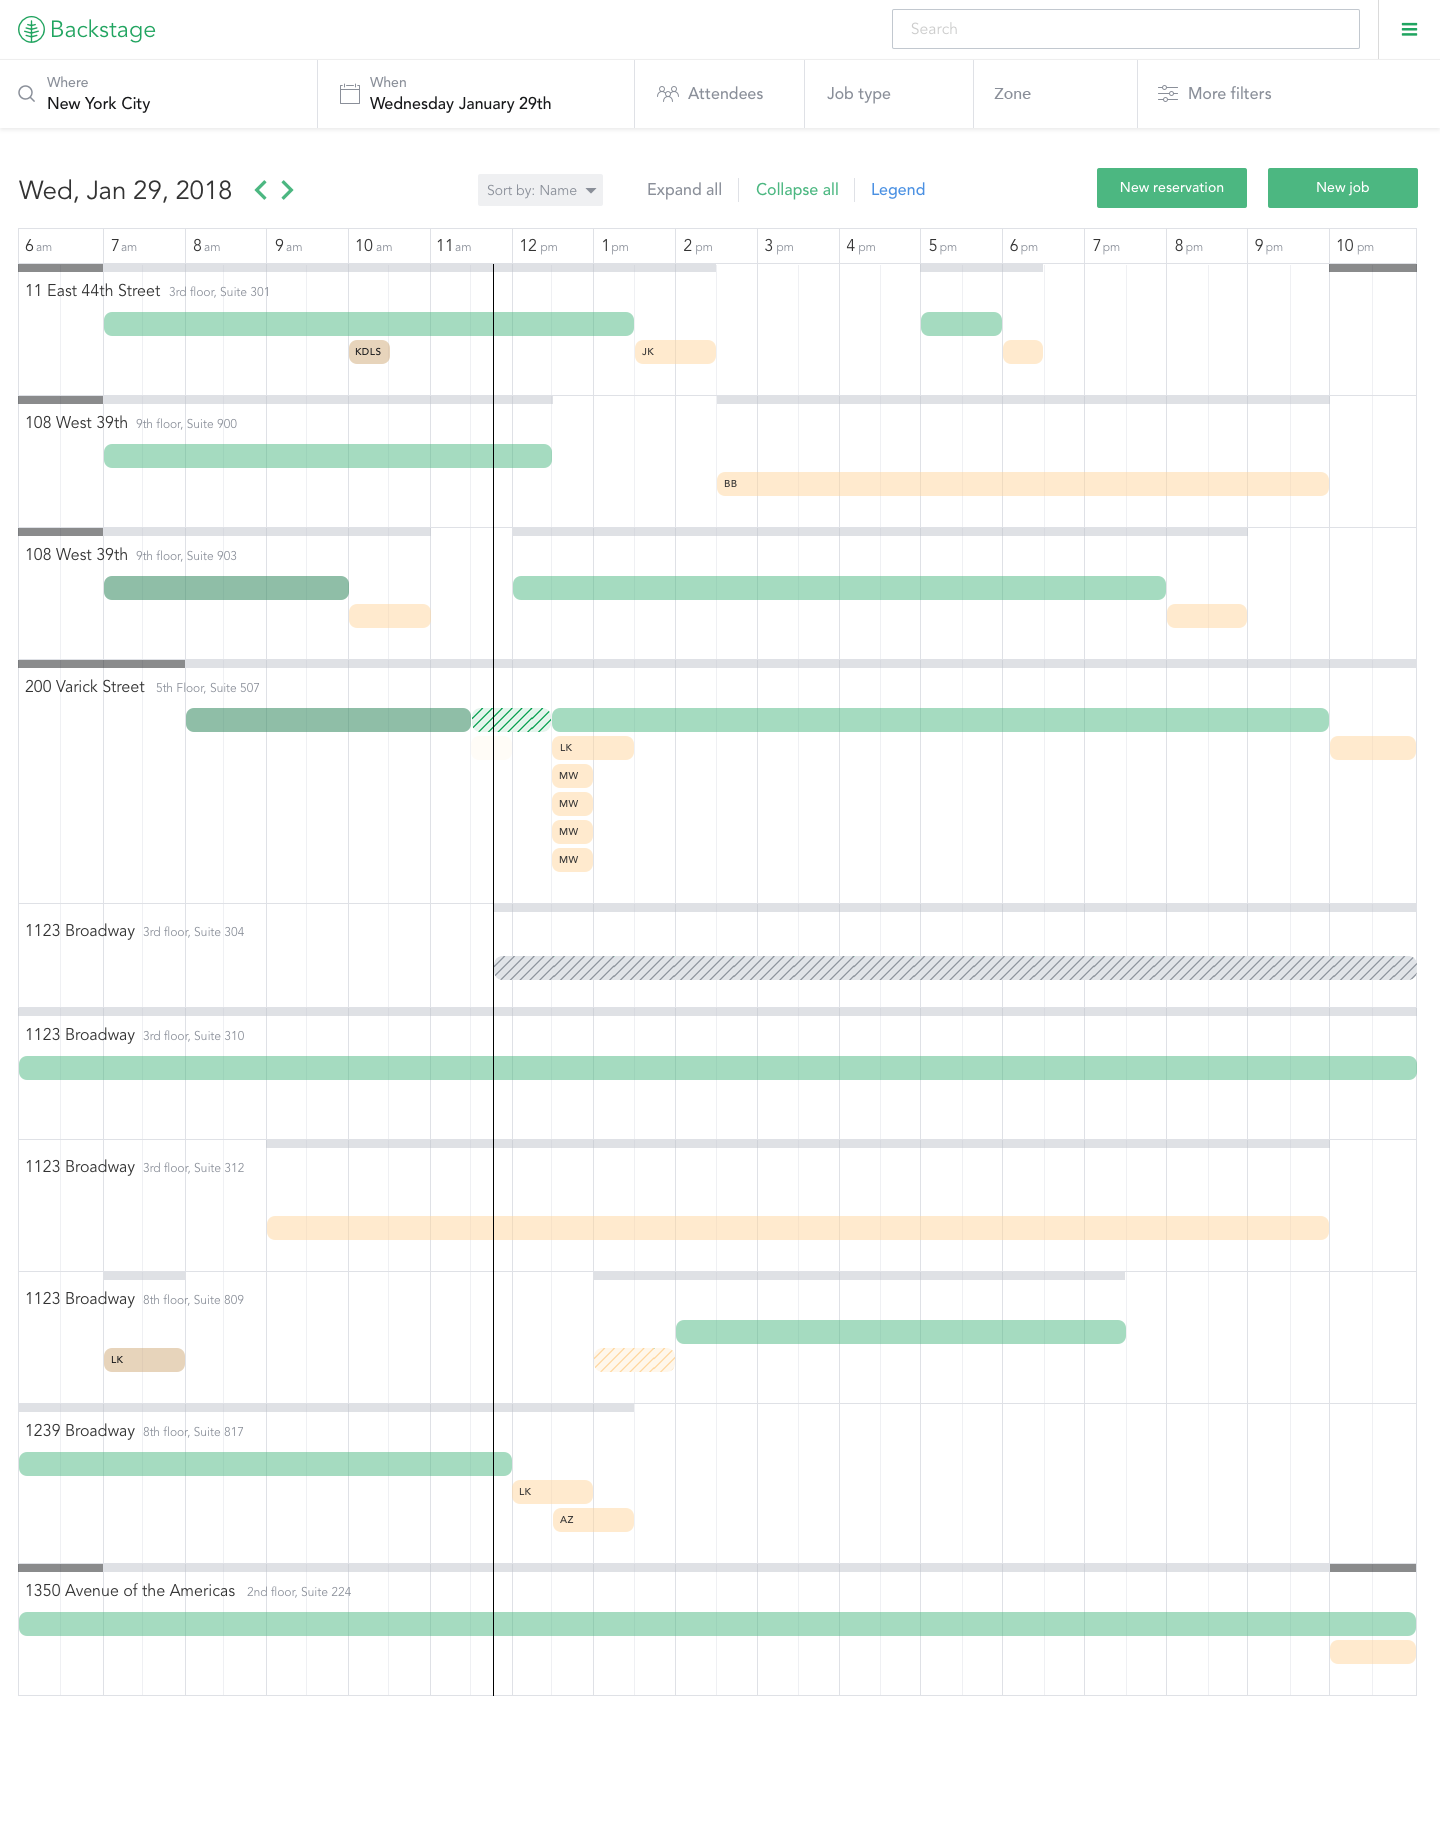 Backstage
Search
Where
New York City
When
Wednesday January 29th
Attendees
Job type
Zone
More filters
Wed, Jan 29, 2018
Sort by: Name
Expand all
Collapse all
Legend
New reservation
New job
6 am 7 am 8 am 9 am 10 am 11 am 12 pm 1 pm 2 pm 3 pm 4 pm 5 pm 6 pm 7 pm 8 pm 9 pm 10 pm
11 East 44th Street 3rd floor, Suite 301
KDLS
JK
108 West 39th 9th floor, Suite 900
BB
108 West 39th 9th floor, Suite 903
200 Varick Street 5th Floor, Suite 507
LK
MW
MW
MW
MW
1123 Broadway 3rd floor, Suite 304
1123 Broadway 3rd floor, Suite 310
1123 Broadway 3rd floor, Suite 312
1123 Broadway 8th floor, Suite 809
LK
1239 Broadway 8th floor, Suite 817
LK
AZ
1350 Avenue of the Americas 2nd floor, Suite 224